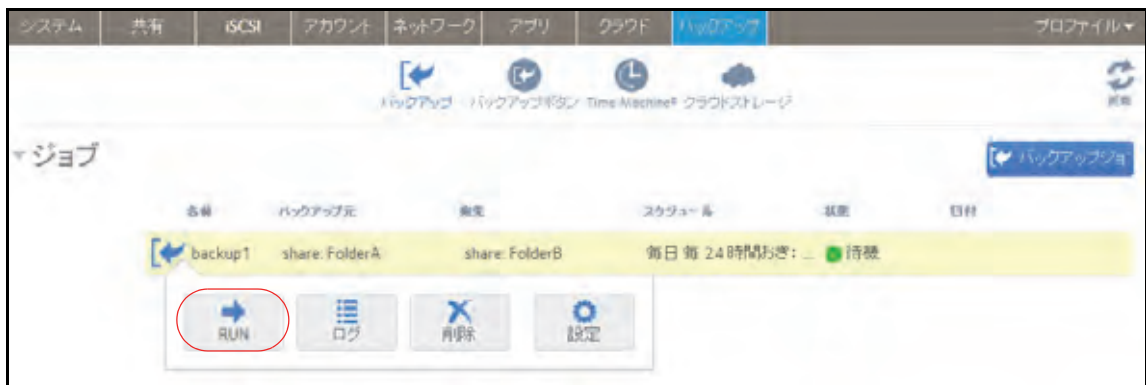 システム 共有 iSCSI アカウント ネットワーク アプリ クラウド バックアップ プロファイル▼
バックアップ バックアップボタン Time Machine® クラウドストレージ
ジョブ バックアップジョ
名前 バックアップ元 スケジュール 状態 日付
backup1 share: FolderA share: FolderB 毎日 毎 24時間おき: ... 待機
RUN ログ 削除 設定